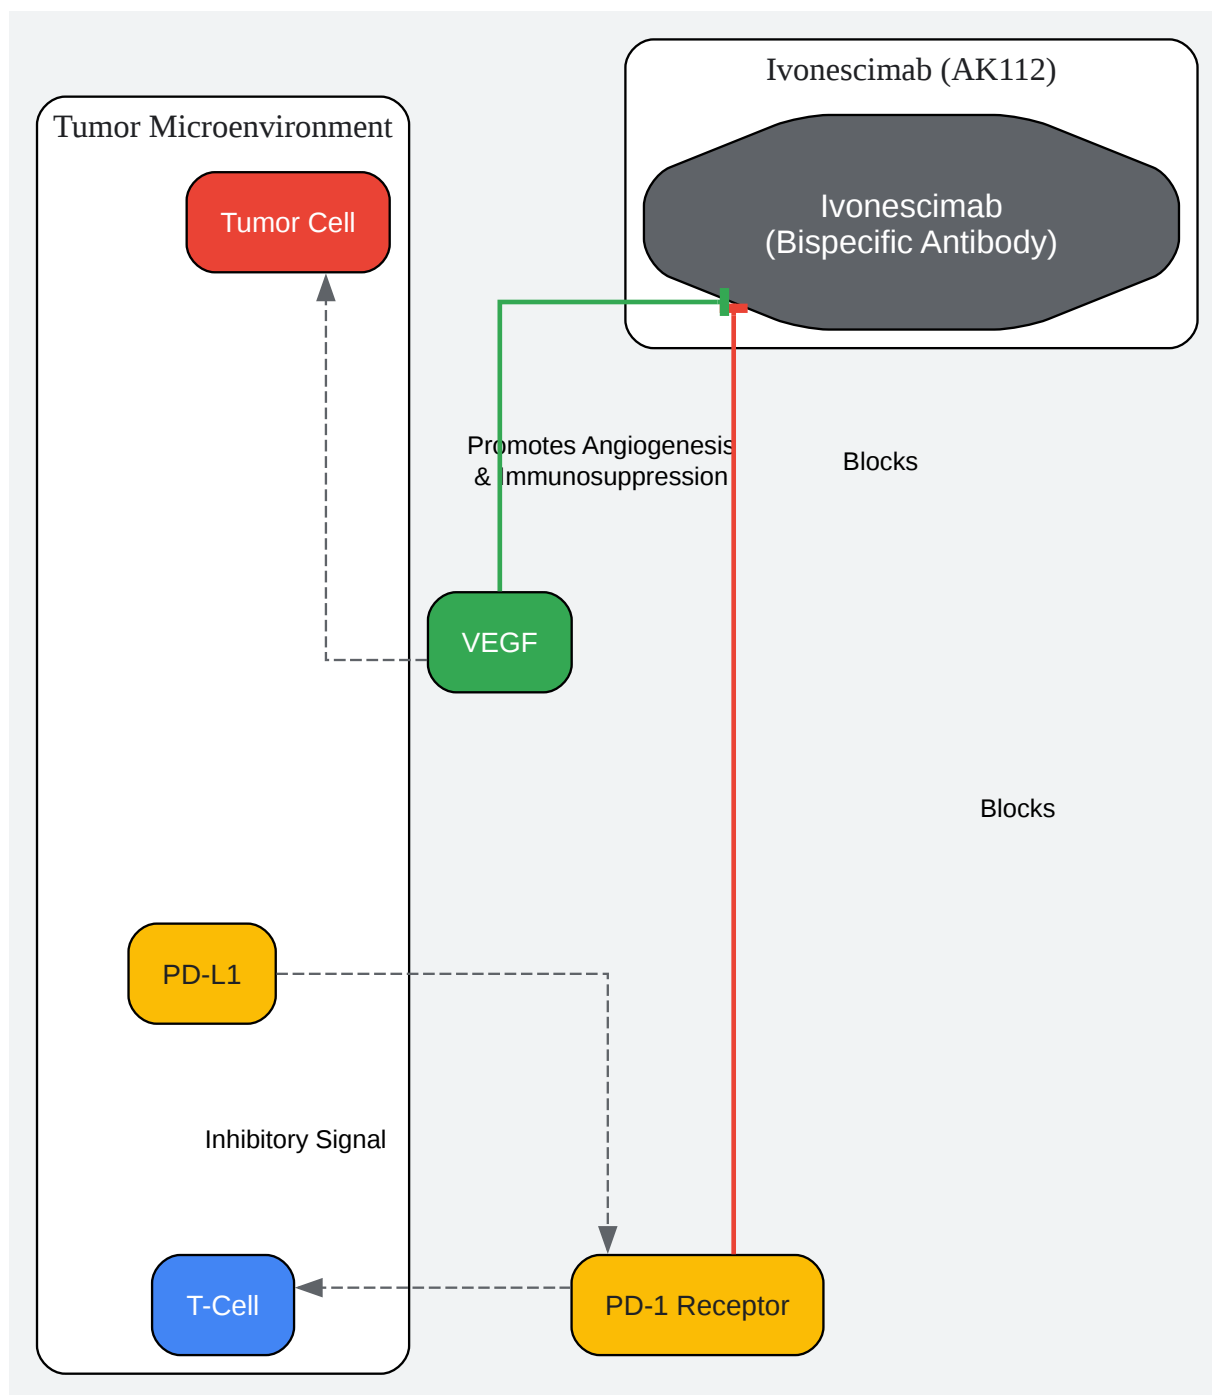 Ivonescimab (AK112)
Tumor Microenvironment
Ivonescimab
(Bispecific Antibody)
Tumor Cell
Promotes Angiogenesis
& Immunosuppression
Blocks
VEGF
Blocks
PD-L1
Inhibitory Signal
T-Cell
PD-1 Receptor